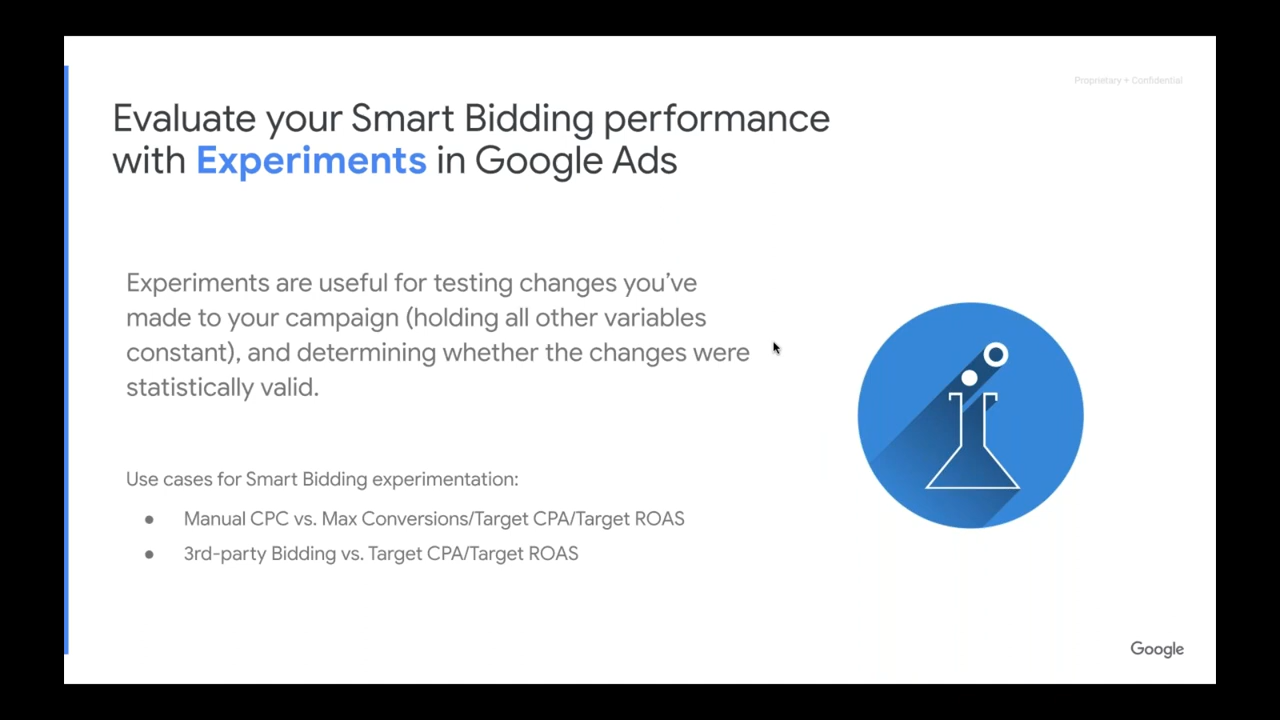 Proprietary + Confidential
Evaluate your Smart Bidding performance
with Experiments in Google Ads
Experiments are useful for testing changes you’ve
made to your campaign (holding all other variables
constant), and determining whether the changes were
statistically valid.
Use cases for Smart Bidding experimentation:
● Manual CPC vs. Max Conversions/Target CPA/Target ROAS
● 3rd-party Bidding vs. Target CPA/Target ROAS
Google